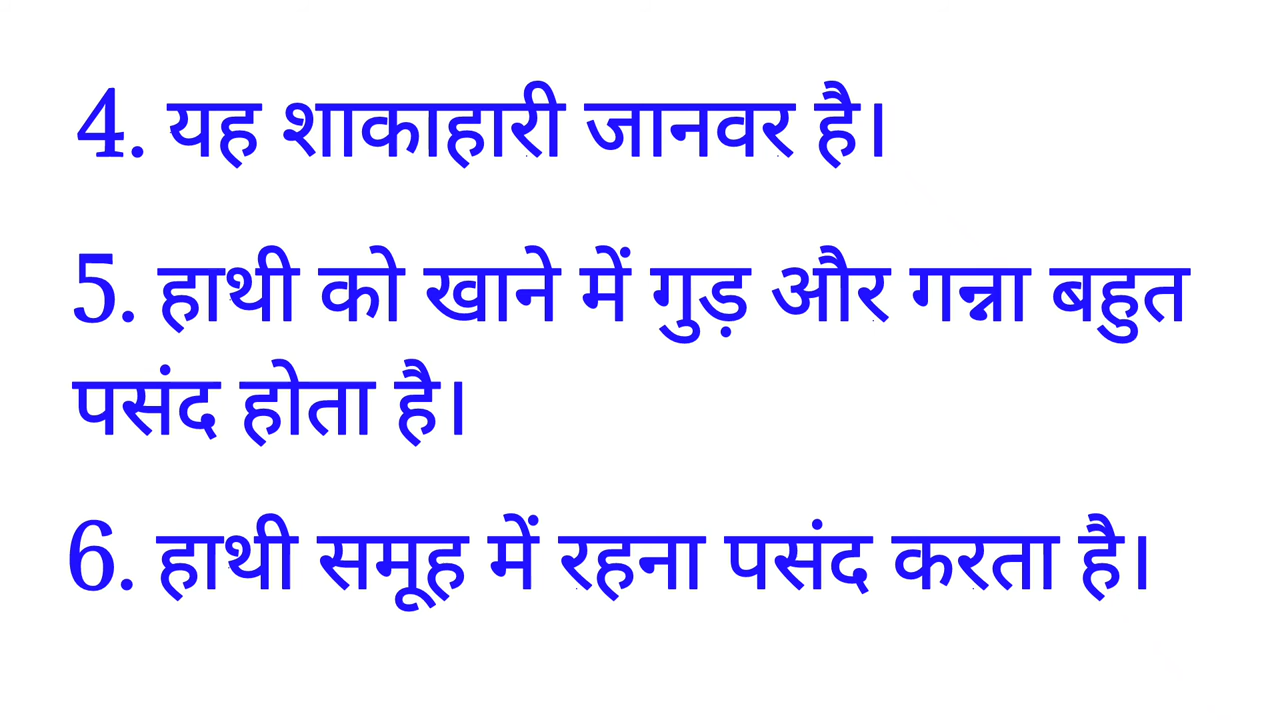 4. यह शाकाहारी जानवर है।
5. हाथी को खाने में गुड़ और गन्ना बहुत
पसंद होता है।
6. हाथी समूह में रहना पसंद करता है।